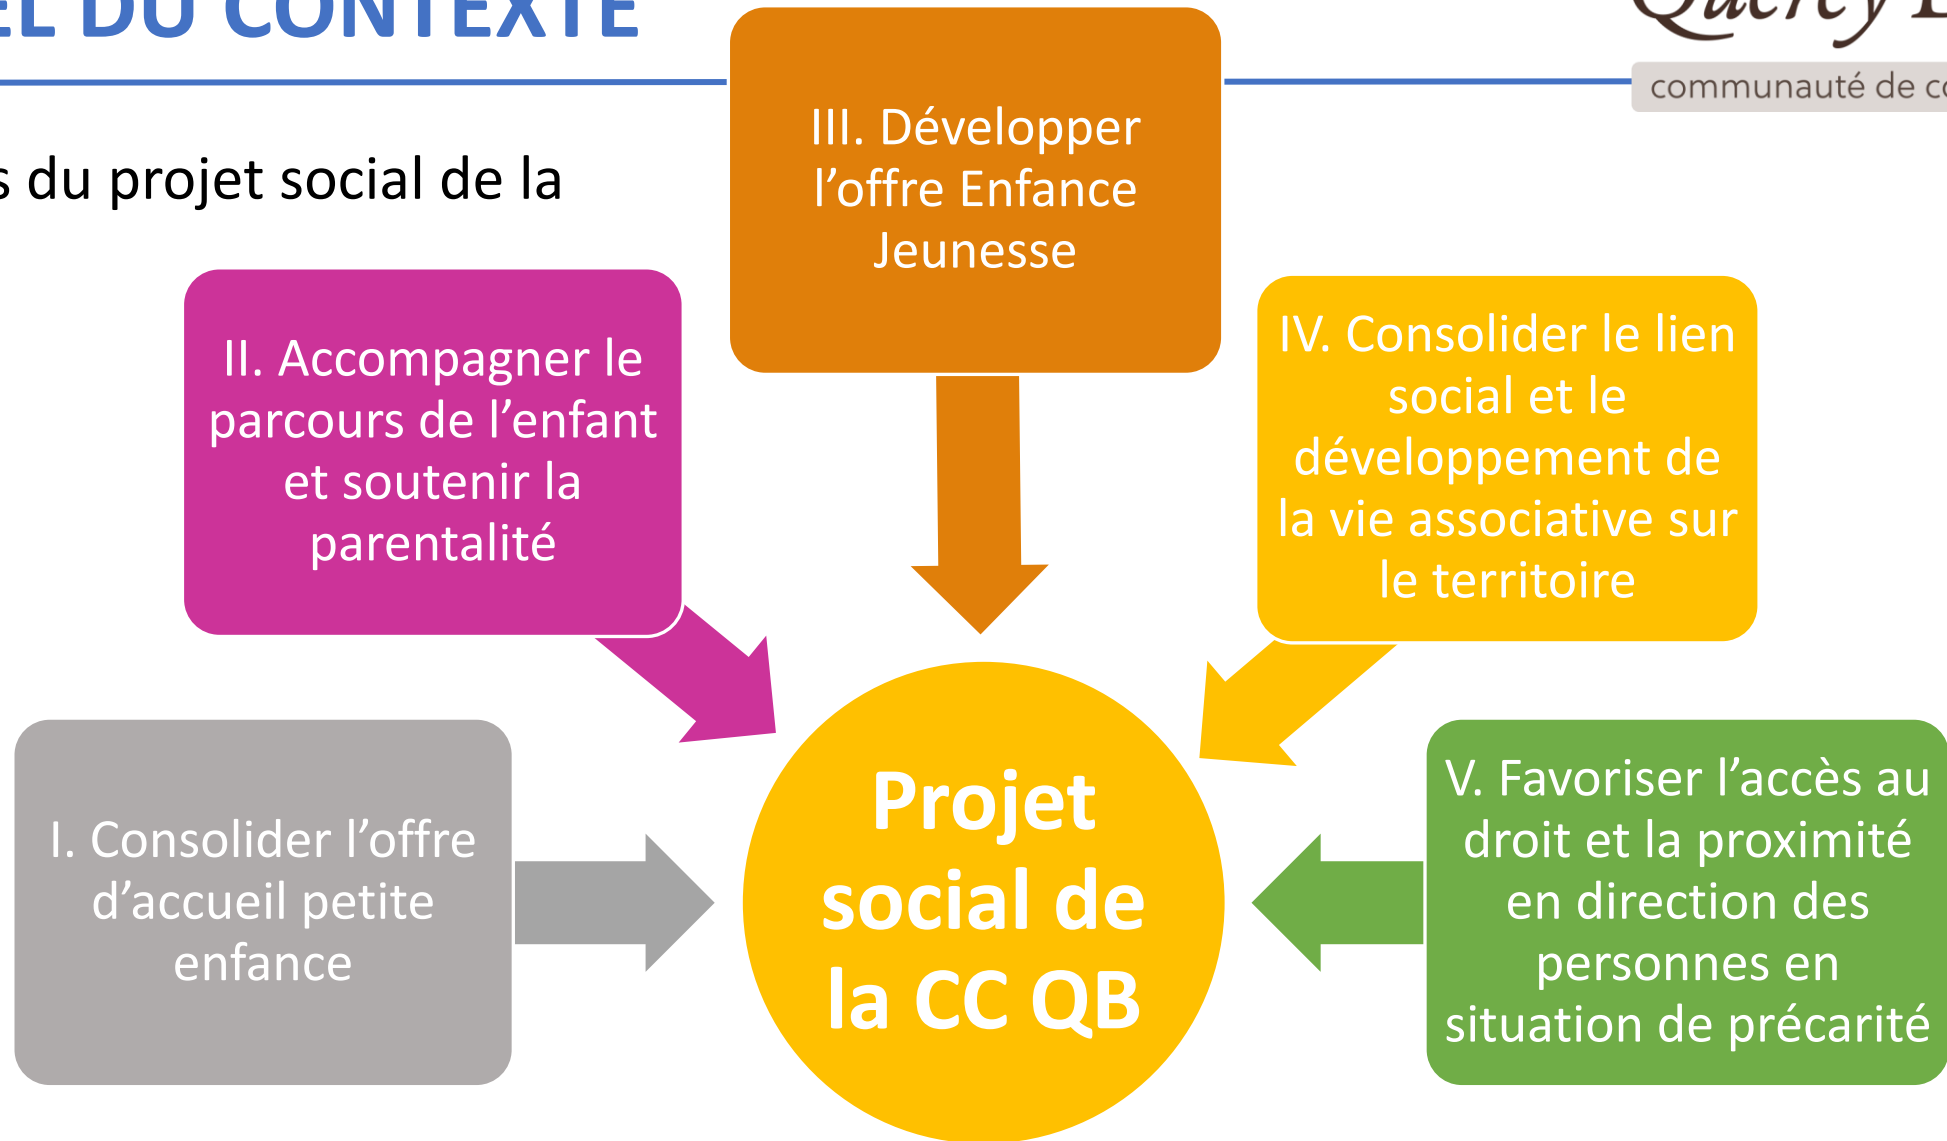 EL DU CONTEXTE
Quercy
communauté de co
s du projet social de la
III. Développer
l’offre Enfance
Jeunesse
II. Accompagner le
parcours de l’enfant
et soutenir la
parentalité
IV. Consolider le lien
social et le
développement de
la vie associative sur
le territoire
I. Consolider l’offre
d’accueil petite
enfance
Projet
social de
la CC QB
V. Favoriser l’accès au
droit et la proximité
en direction des
personnes en
situation de précarité